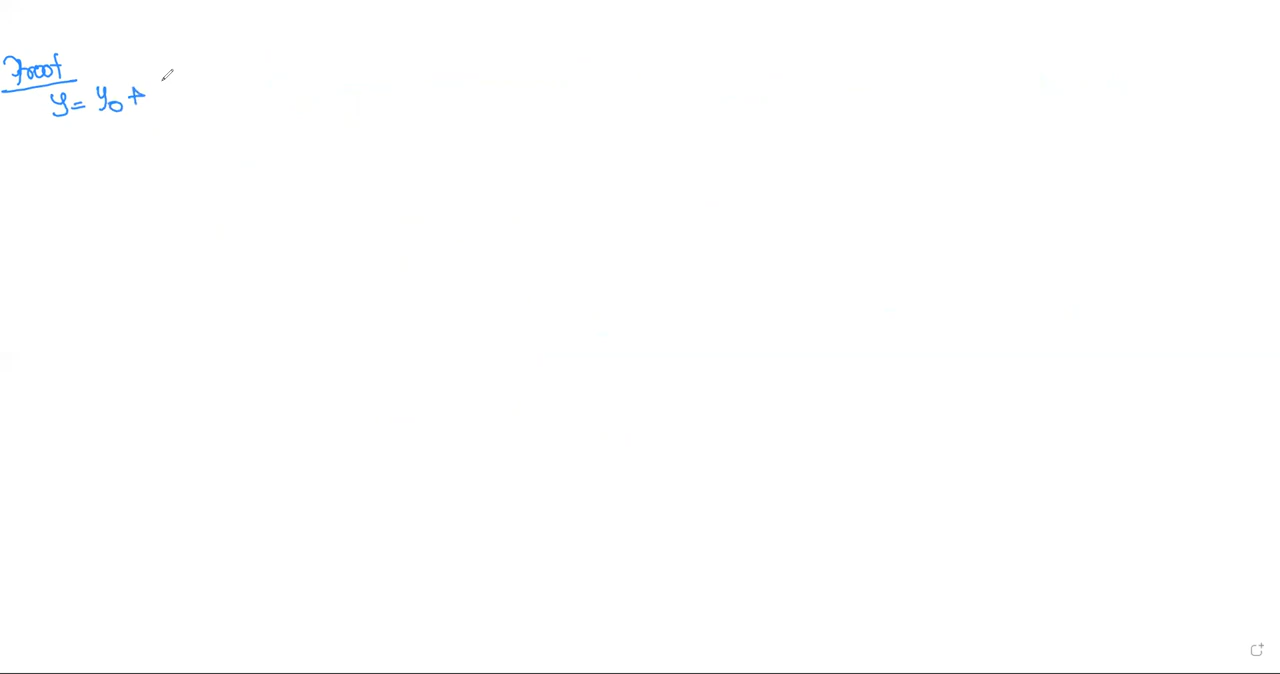 Proof
y = y₀ +